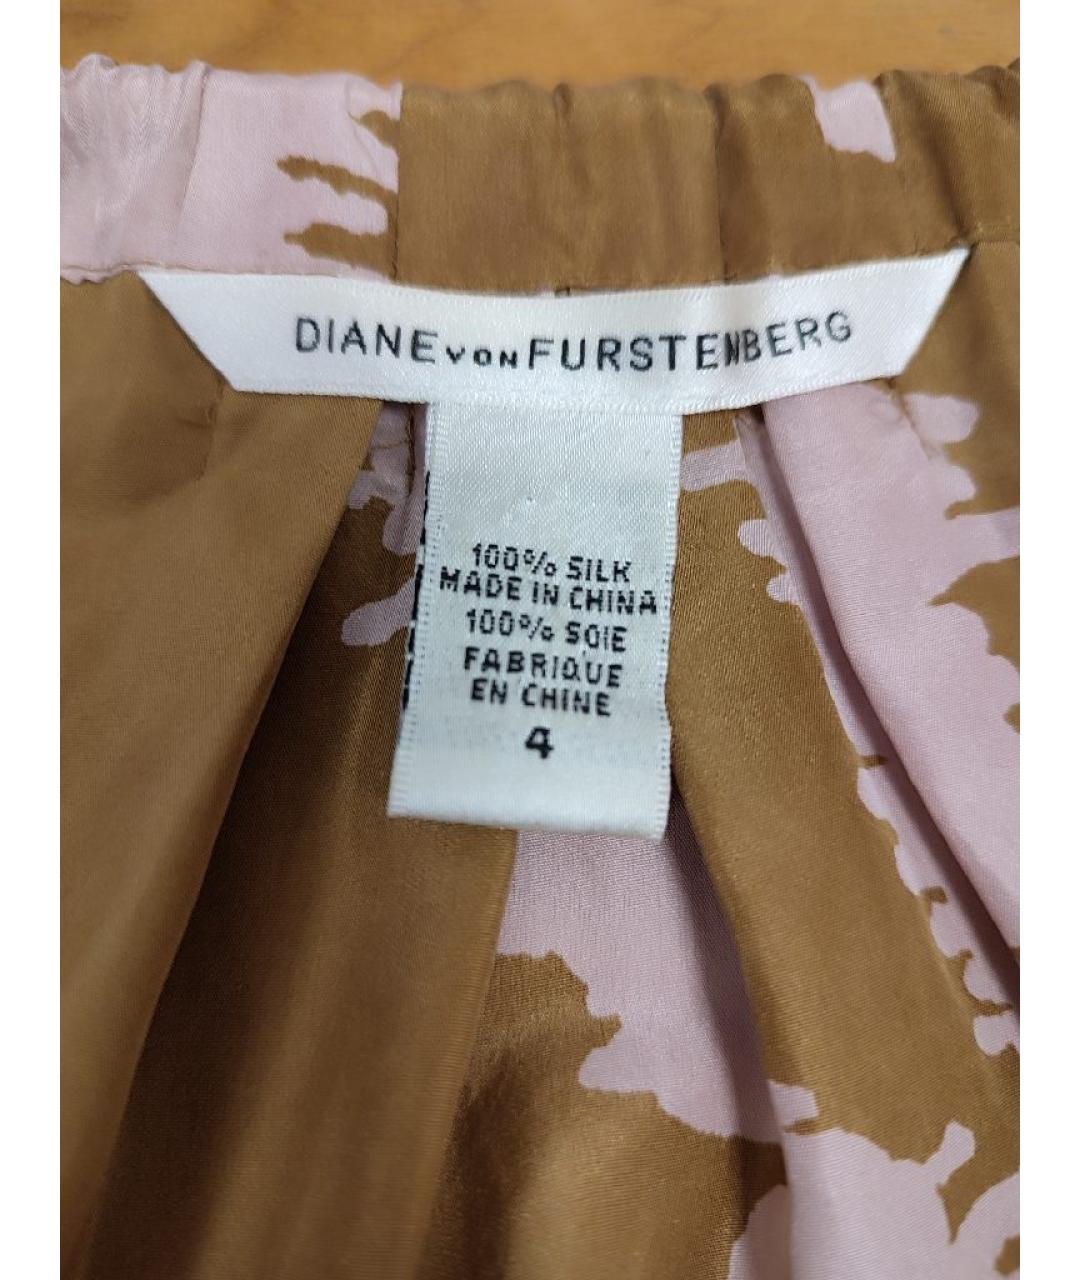 DIANE VON FURSTENBERG
100% SILK
MADE IN CHINA
100% SOIE
FABRIQUE
EN CHINE
4